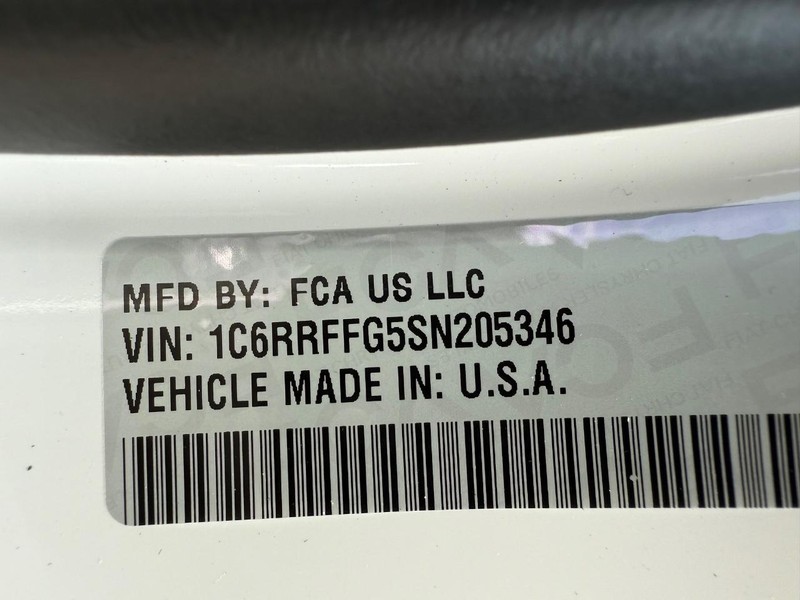 MFD BY: FCA US LLC
VIN: 1C6RRFFG5SN205346
VEHICLE MADE IN: U.S.A.